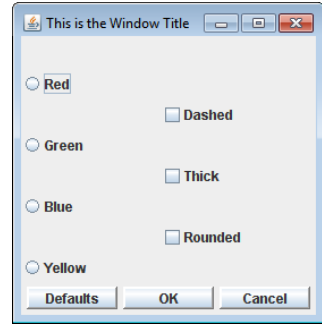 This is the Window Title
Red
Dashed
Green
Thick
Blue
Rounded
Yellow
Defaults OK Cancel